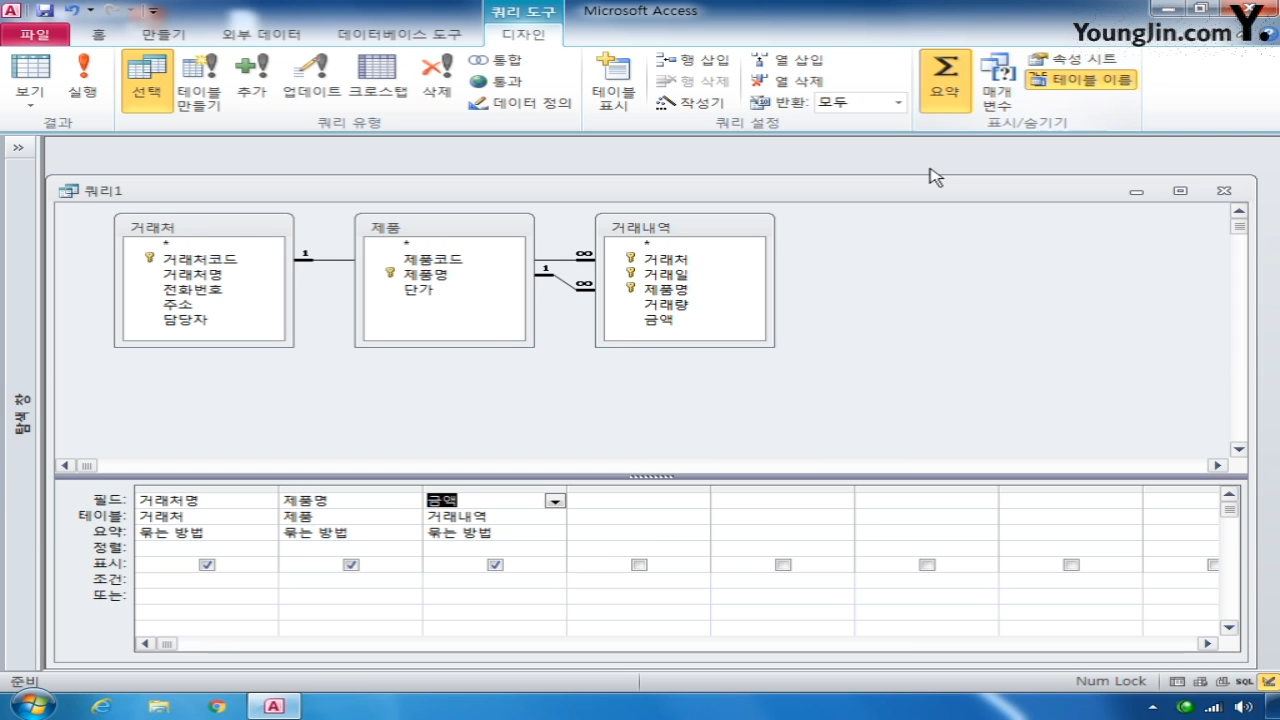 쿼리 도구
Microsoft Access
YoungJin.com Y.
파일 홈 만들기 외부 데이터 데이터베이스 도구 디자인
보기 실행 선택 테이블 만들기 추가 업데이트 크로스탭 삭제
통합
통과
데이터 정의
테이블 표시
행 삽입
행 삭제
작성기
열 삽입
열 삭제
반환: 모두
요약
매개 변수
속성 시트
테이블 이름
결과 쿼리 유형 쿼리 설정 표시/숨기기
»
탐색 창
쿼리1
거래처
*
거래처코드
거래처명
전화번호
주소
담당자
1
제품
*
제품코드
제품명
단가
1
∞
∞
거래내역
*
거래처
거래일
제품명
거래량
금액
필드: 거래처명 제품명 금액
테이블: 거래처 제품 거래내역
요약: 묶는 방법 묶는 방법 묶는 방법
정렬:
표시:
조건:
또는:
준비
Num Lock
SQL